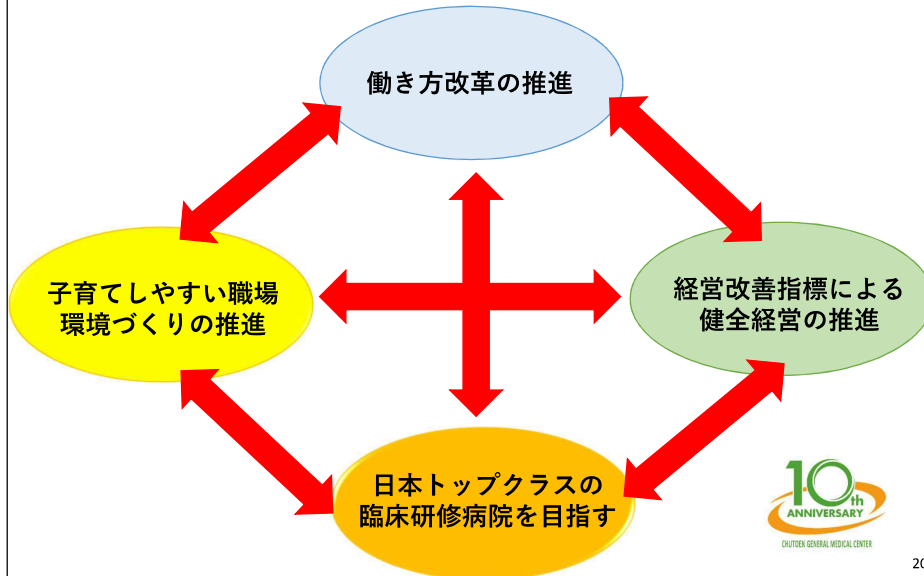 働き方改革の推進
子育てしやすい職場
環境づくりの推進
経営改善指標による
健全経営の推進
日本トップクラスの
臨床研修病院を目指す
10th
ANNIVERSARY
CHUTOEN GENERAL MEDICAL CENTER
20